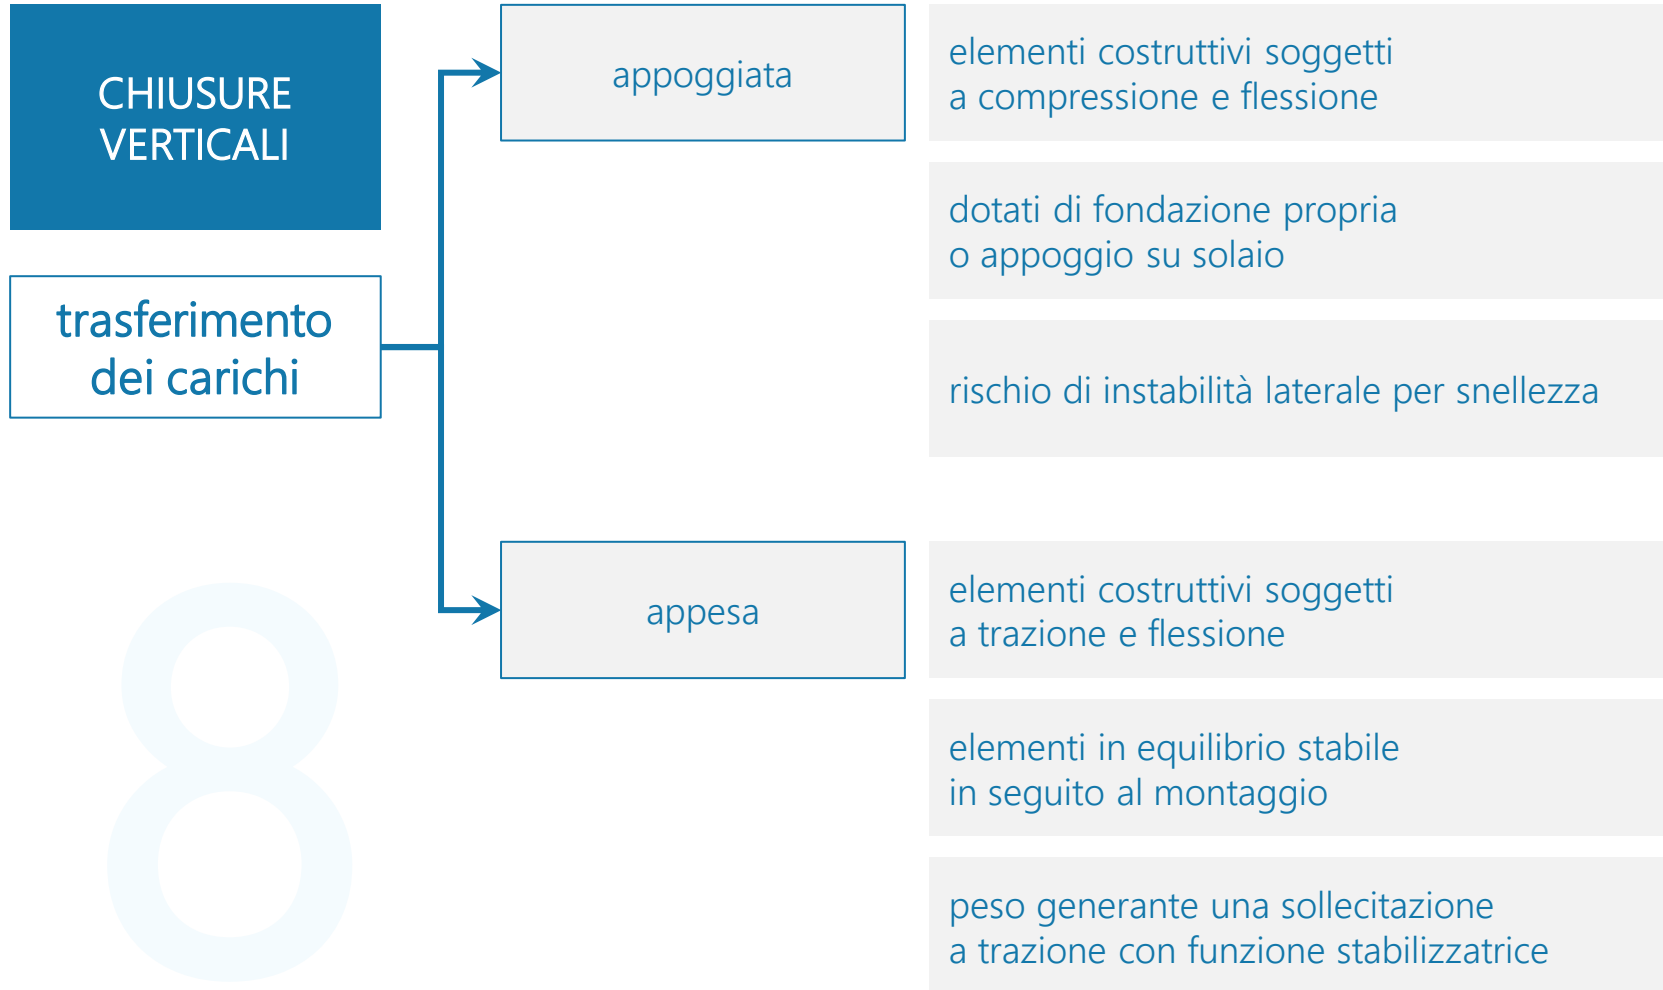 CHIUSURE
VERTICALI
trasferimento
dei carichi
appoggiata
elementi costruttivi soggetti
a compressione e flessione
dotati di fondazione propria
o appoggio su solaio
rischio di instabilità laterale per snellezza
appesa
elementi costruttivi soggetti
a trazione e flessione
elementi in equilibrio stabile
in seguito al montaggio
peso generante una sollecitazione
a trazione con funzione stabilizzatrice
8